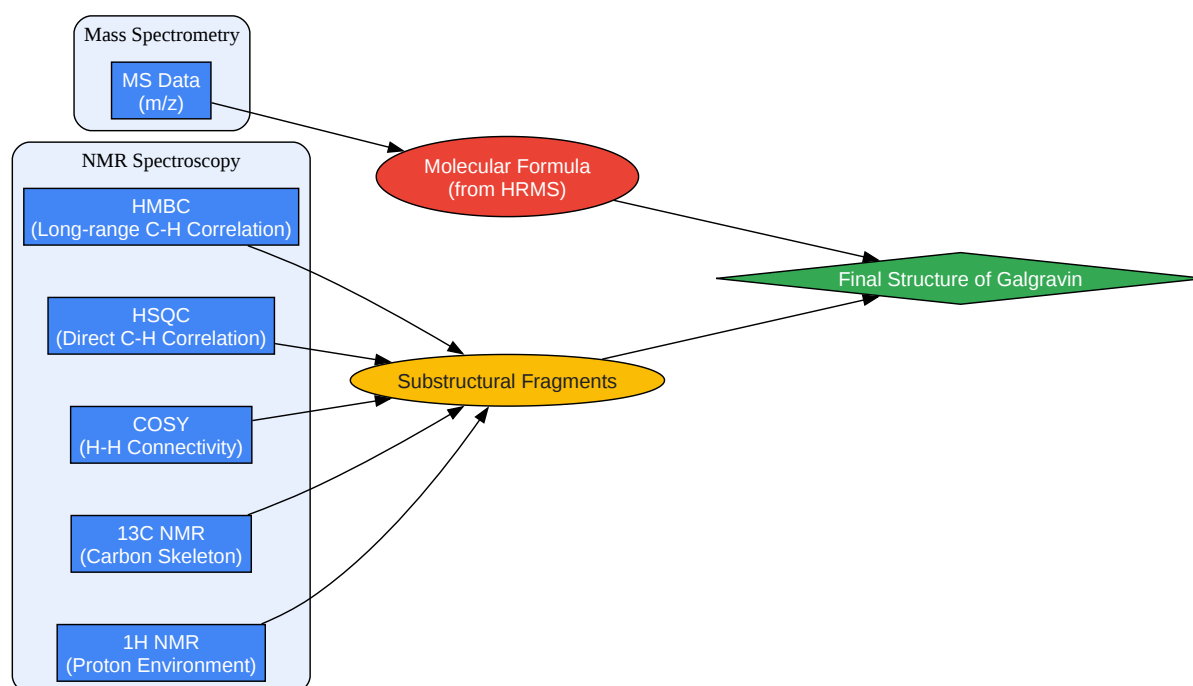 Mass Spectrometry
MS Data
(m/z)
NMR Spectroscopy
HMBC
(Long-range C-H Correlation)
HSQC
(Direct C-H Correlation)
COSY
(H-H Connectivity)
13C NMR
(Carbon Skeleton)
1H NMR
(Proton Environment)
Molecular Formula
(from HRMS)
Substructural Fragments
Final Structure of Galgravin